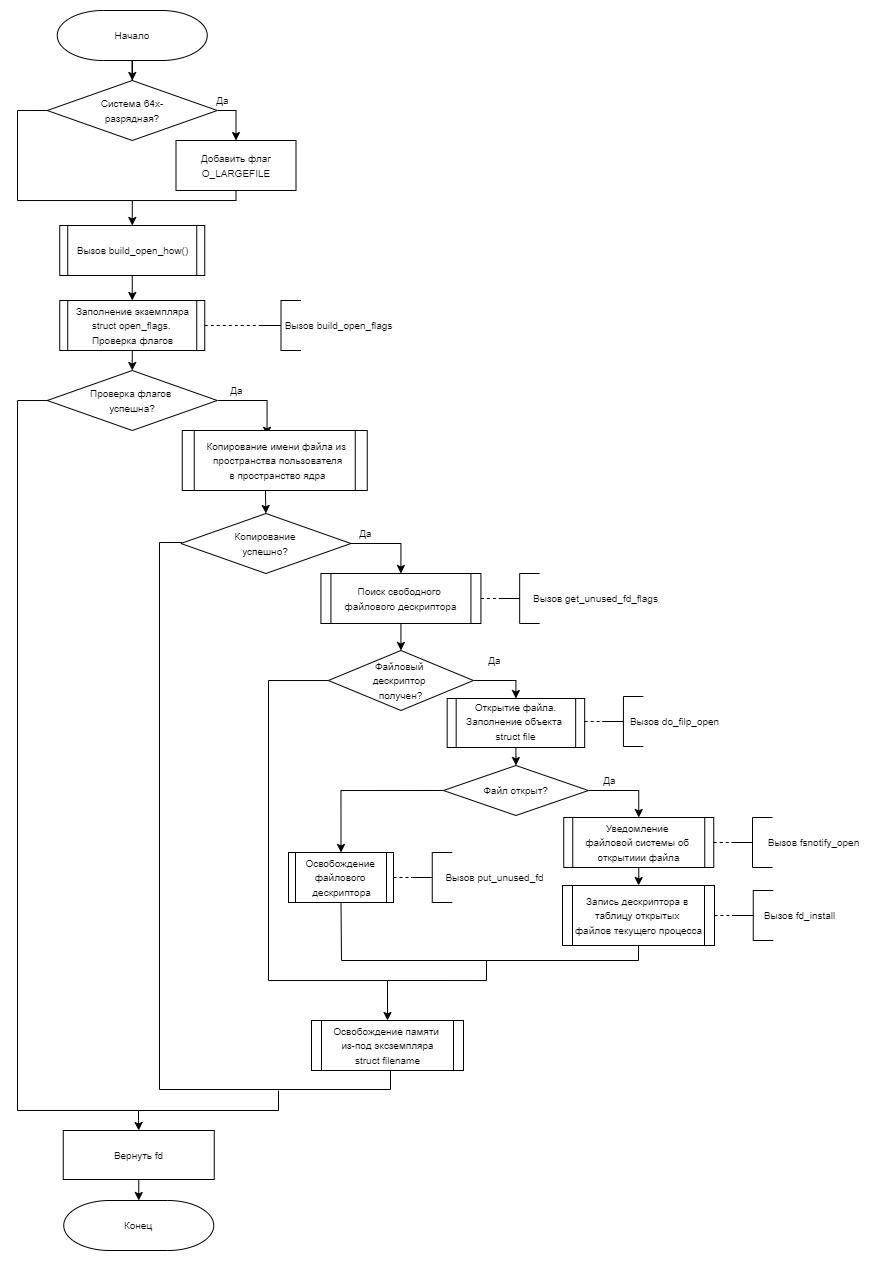 Начало
Система 64х-
разрядная?
Да
Добавить флаг
O_LARGEFILE
Вызов build_open_how()
Заполнение экземпляра
struct open_flags.
Проверка флагов
Вызов build_open_flags
Проверка флагов
успешна?
Да
Копирование имени файла из
пространства пользователя
в пространство ядра
Копирование
успешно?
Да
Поиск свободного
файлового дескриптора
Вызов get_unused_fd_flags
Файловый
дескриптор
получен?
Да
Открытие файла.
Заполнение объекта
struct file
Вызов do_filp_open
Файл открыт?
Да
Уведомление
файловой системы об
открытиии файла
Вызов fsnotify_open
Освобождение
файлового
дескриптора
Вызов put_unused_fd
Запись дескриптора в
таблицу открытых
файлов текущего процесса
Вызов fd_install
Освобождение памяти
из-под эксземпляра
struct filename
Вернуть fd
Конец